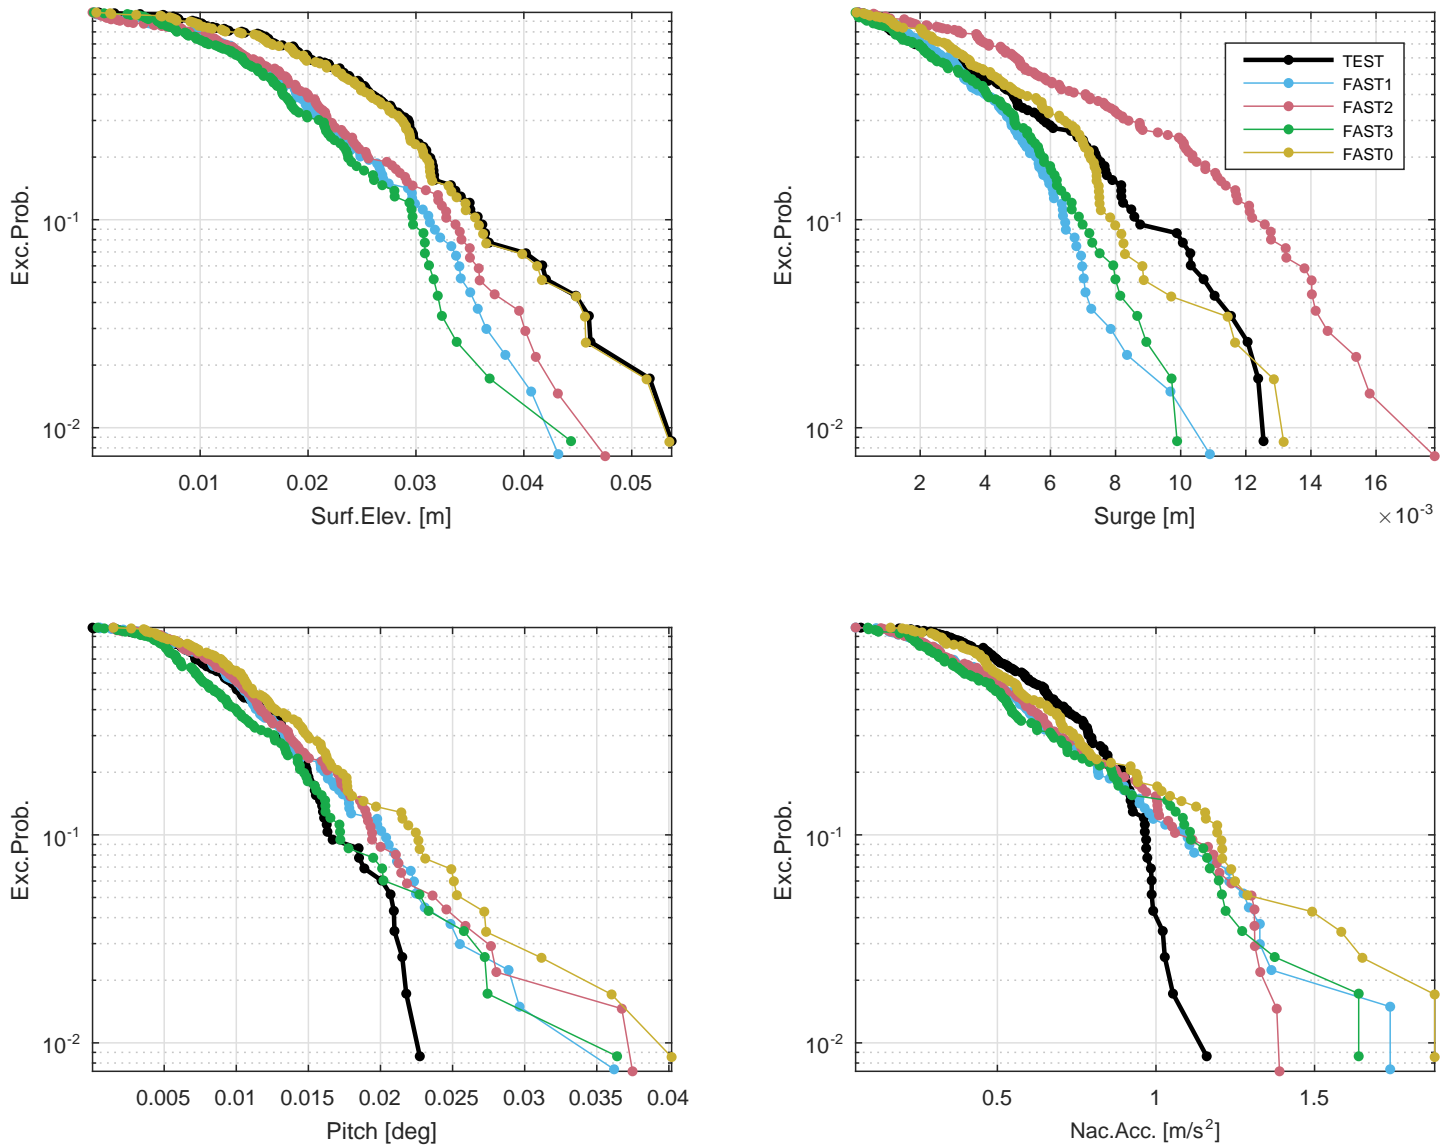 Exc.Prob.
10^-1
10^-2
0.01 0.02 0.03 0.04 0.05
Surf.Elev. [m]
Exc.Prob.
10^-1
10^-2
TEST
FAST1
FAST2
FAST3
FAST0
2 4 6 8 10 12 14 16
Surge [m]
×10^-3
Exc.Prob.
10^-1
10^-2
0.005 0.01 0.015 0.02 0.025 0.03 0.035 0.04
Pitch [deg]
Exc.Prob.
10^-1
10^-2
0.5 1 1.5
Nac.Acc. [m/s²]